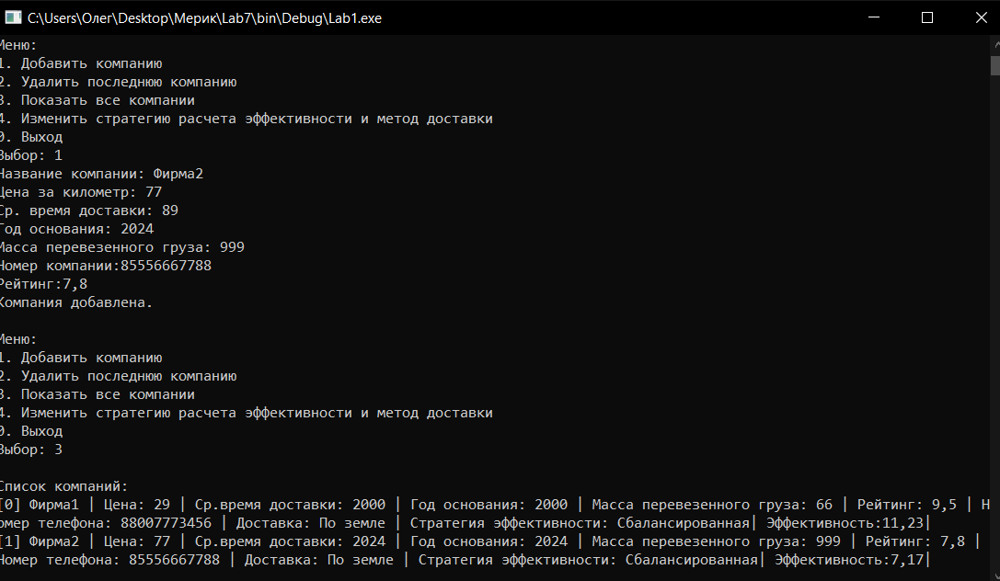 C:\Users\Олег\Desktop\Мерик\Lab7\bin\Debug\Lab1.exe
Меню:
1. Добавить компанию
2. Удалить последнюю компанию
3. Показать все компании
4. Изменить стратегию расчета эффективности и метод доставки
0. Выход
Выбор: 1
Название компании: Фирма2
Цена за километр: 77
Ср. время доставки: 89
Год основания: 2024
Масса перевезенного груза: 999
Номер компании:85556667788
Рейтинг:7,8
Компания добавлена.
Меню:
1. Добавить компанию
2. Удалить последнюю компанию
3. Показать все компании
4. Изменить стратегию расчета эффективности и метод доставки
0. Выход
Выбор: 3
Список компаний:
[0] Фирма1 | Цена: 29 | Ср.время доставки: 2000 | Год основания: 2000 | Масса перевезенного груза: 66 | Рейтинг: 9,5 | Н
омер телефона: 88007773456 | Доставка: По земле | Стратегия эффективности: Сбалансированная| Эффективность:11,23|
[1] Фирма2 | Цена: 77 | Ср.время доставки: 2024 | Год основания: 2024 | Масса перевезенного груза: 999 | Рейтинг: 7,8 |
Номер телефона: 85556667788 | Доставка: По земле | Стратегия эффективности: Сбалансированная| Эффективность:7,17|